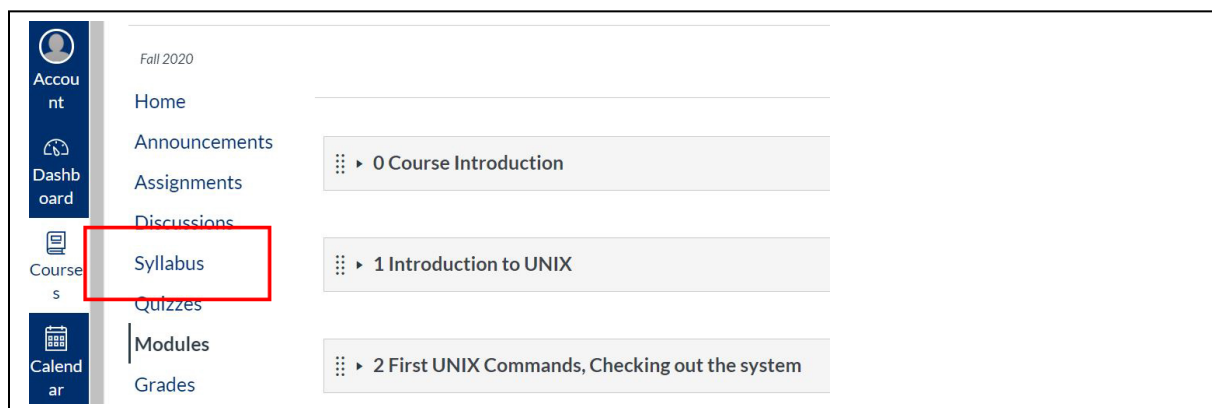 Accou
nt
Dashb
oard
Course
s
Calend
ar
Fall 2020
Home
Announcements
Assignments
Discussions
Syllabus
Quizzes
Modules
Grades
0 Course Introduction
1 Introduction to UNIX
2 First UNIX Commands, Checking out the system